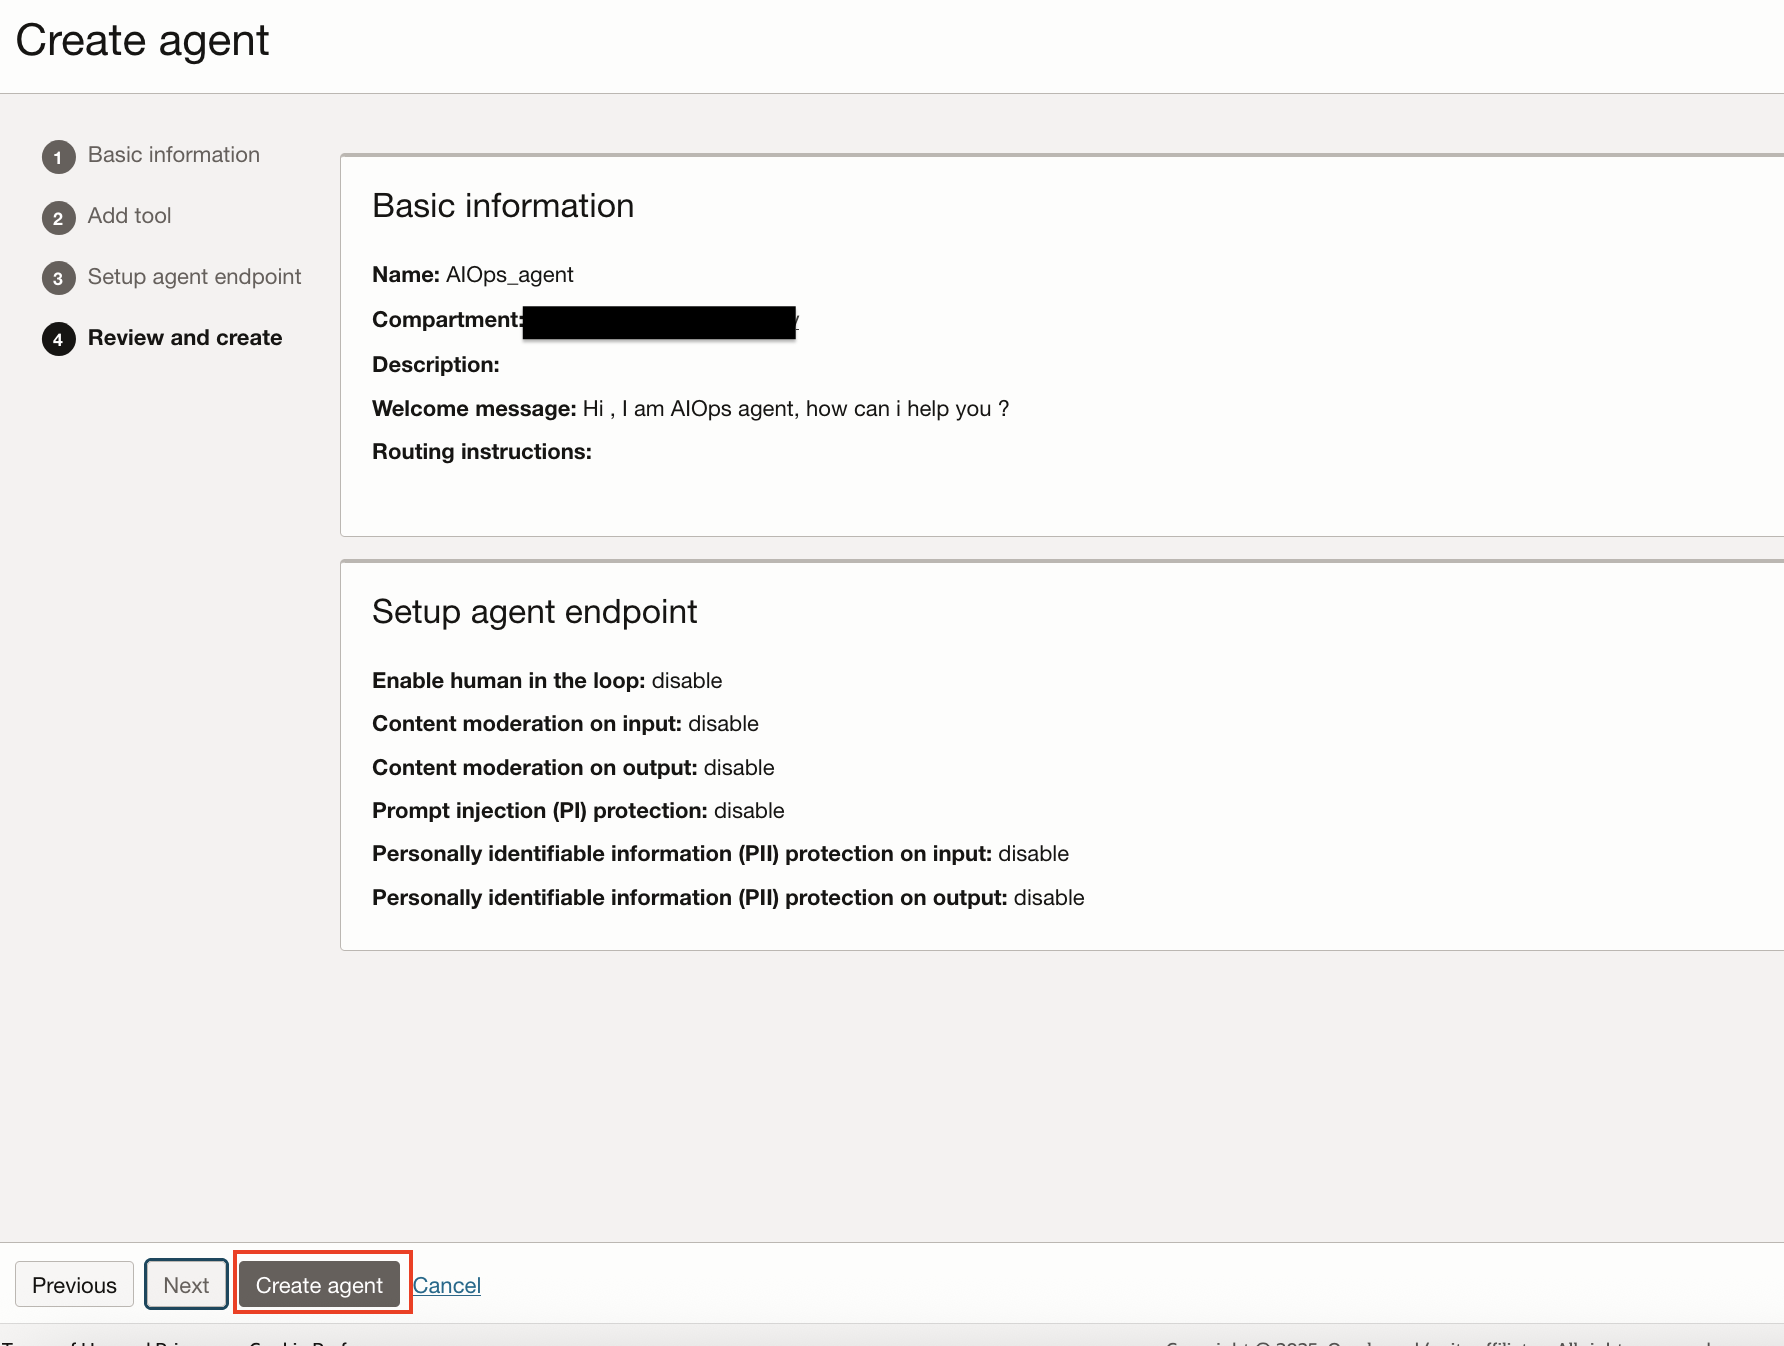 Create agent
1 Basic information
2 Add tool
3 Setup agent endpoint
4 Review and create
Basic information
Name: AIOps_agent
Compartment:
Description:
Welcome message: Hi , I am AIOps agent, how can i help you ?
Routing instructions:
Setup agent endpoint
Enable human in the loop: disable
Content moderation on input: disable
Content moderation on output: disable
Prompt injection (PI) protection: disable
Personally identifiable information (PII) protection on input: disable
Personally identifiable information (PII) protection on output: disable
Previous Next Create agent Cancel